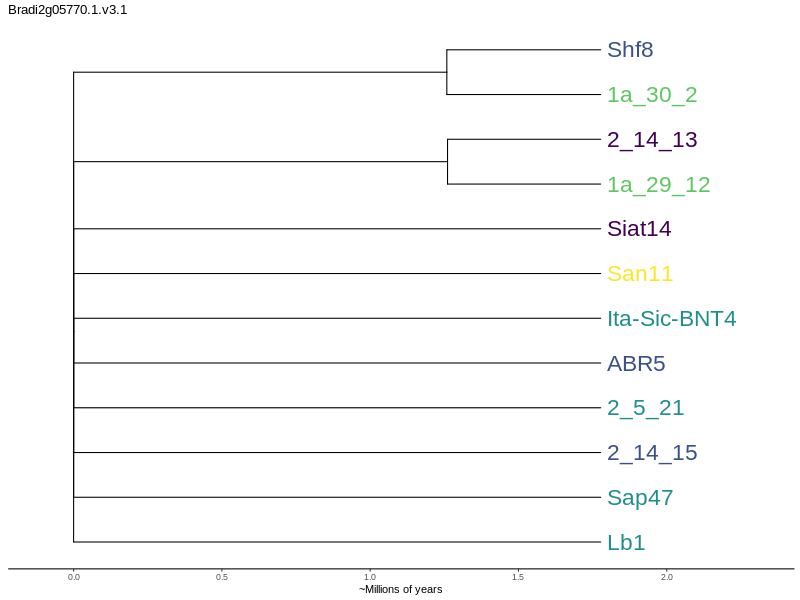 Bradi2g05770.1.v3.1
Shf8
1a_30_2
2_14_13
1a_29_12
Siat14
San11
Ita-Sic-BNT4
ABR5
2_5_21
2_14_15
Sap47
Lb1
0.0 0.5 1.0 1.5 2.0
~Millions of years